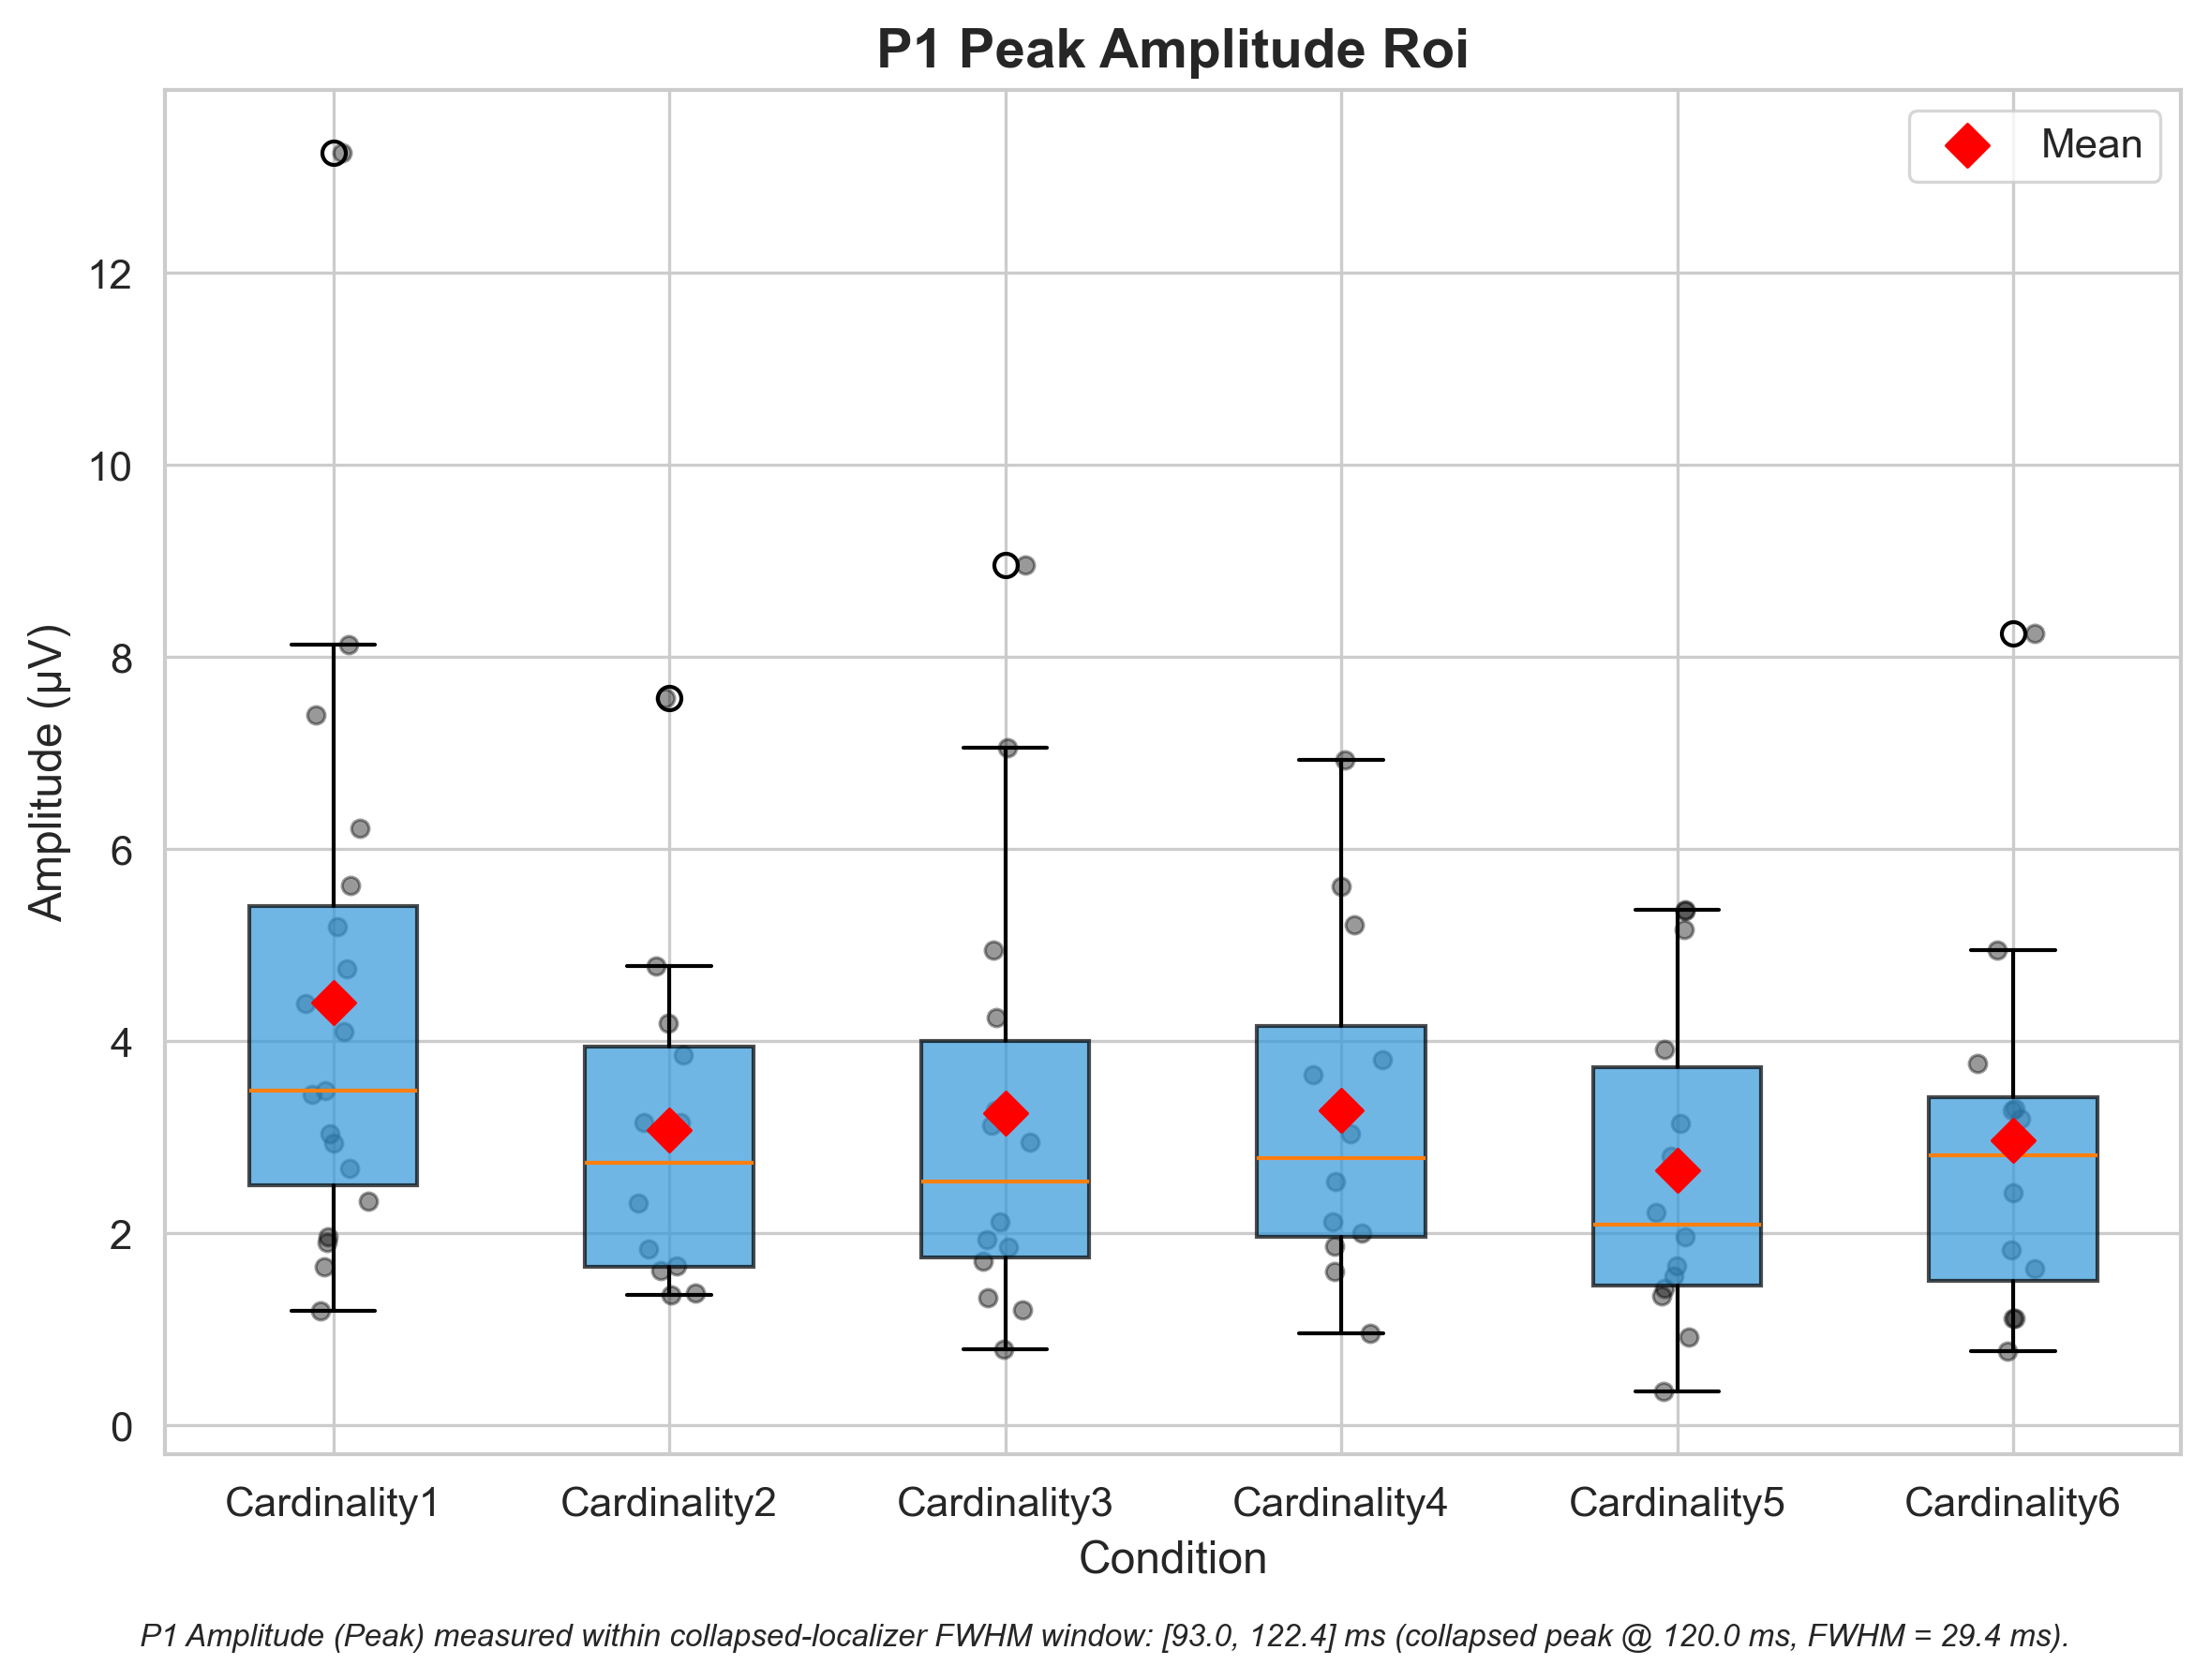 P1 Peak Amplitude Roi
Mean
Amplitude (µV)
12
10
8
6
4
2
0
Cardinality1 Cardinality2 Cardinality3 Cardinality4 Cardinality5 Cardinality6
Condition
P1 Amplitude (Peak) measured within collapsed-localizer FWHM window: [93.0, 122.4] ms (collapsed peak @ 120.0 ms, FWHM = 29.4 ms).